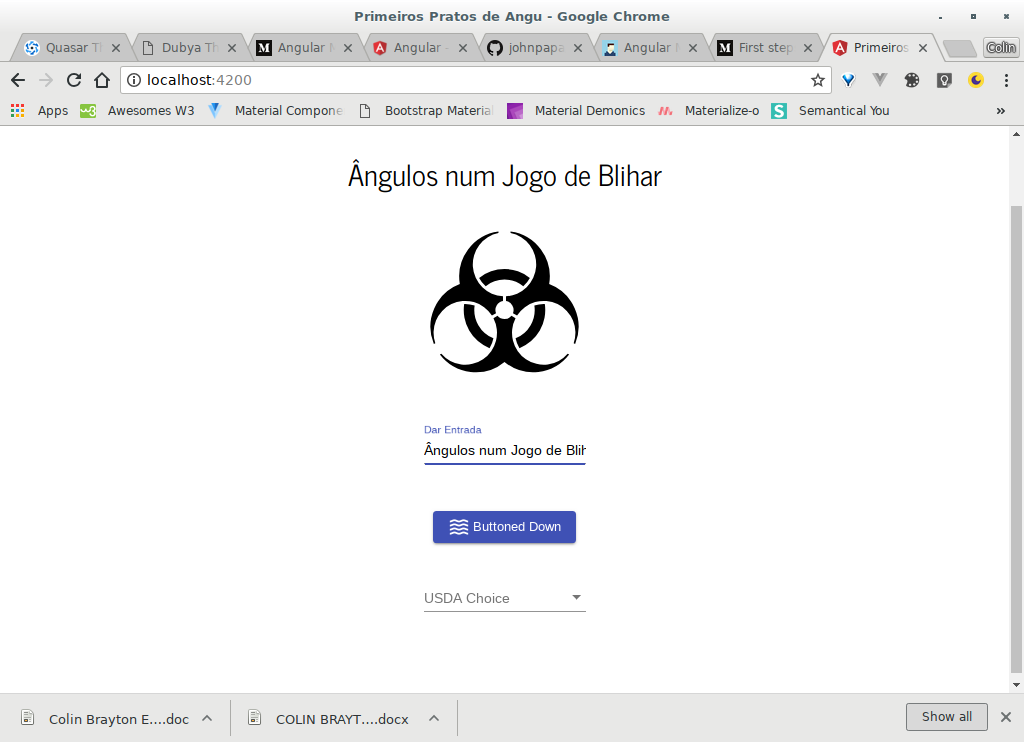 Primeiros Pratos de Angu - Google Chrome
Quasar Th
Dubya Th
Angular M
Angular -
johnpapa
Angular M
First step
Primeiros
Colin
localhost:4200
Apps
Awesomes W3
Material Compone
Bootstrap Material
Material Demonics
Materialize-o
Semantical You
»
Ângulos num Jogo de Blihar
Dar Entrada
Ângulos num Jogo de Blih
Buttoned Down
USDA Choice
Colin Brayton E....doc
COLIN BRAYT....docx
Show all